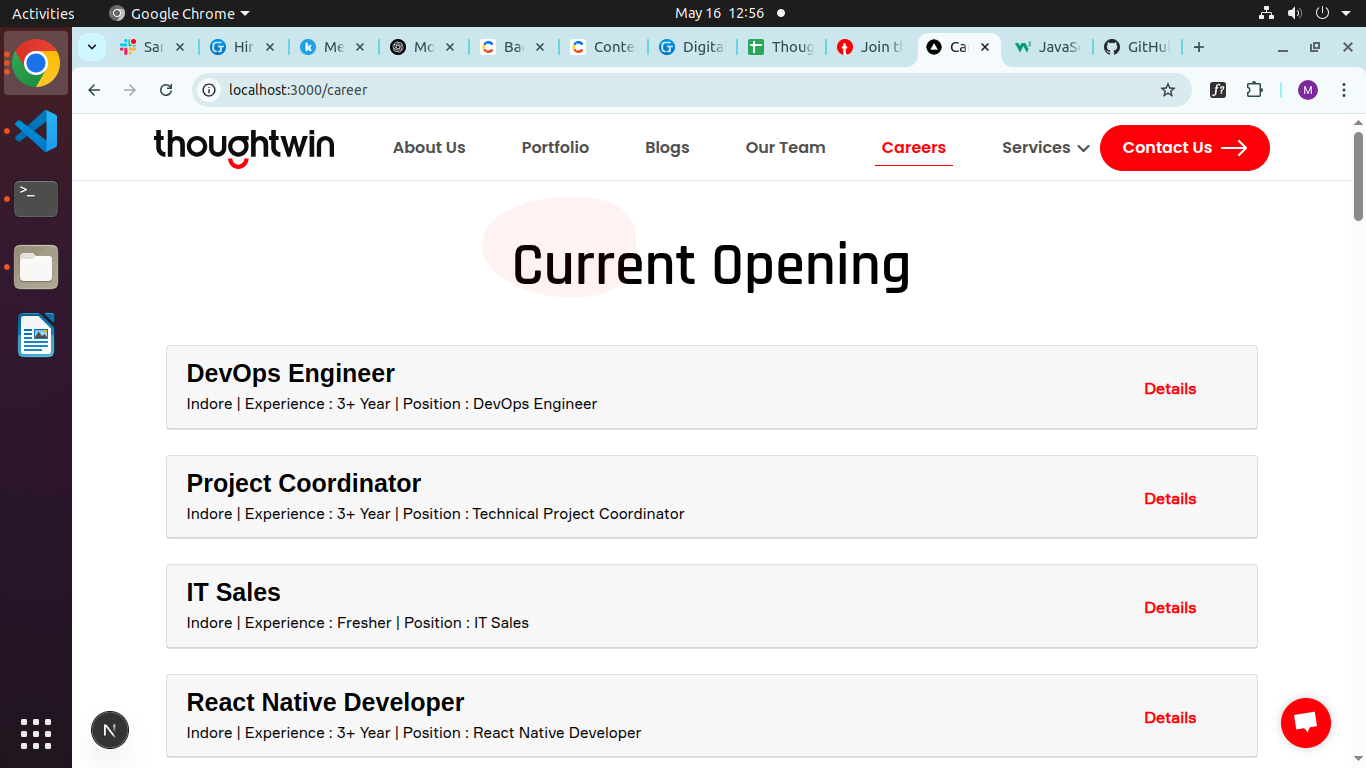 Activities
Google Chrome
May 16 12:56
Sar
Hir
Me
Mo
Ba
Conte
Digita
Thoug
Join th
Ca
JavaSc
GitHul
localhost:3000/career
M
thoughtwin
About Us
Portfolio
Blogs
Our Team
Careers
Services
Contact Us
Current Opening
DevOps Engineer
Indore | Experience : 3+ Year | Position : DevOps Engineer
Details
Project Coordinator
Indore | Experience : 3+ Year | Position : Technical Project Coordinator
Details
IT Sales
Indore | Experience : Fresher | Position : IT Sales
Details
React Native Developer
Indore | Experience : 3+ Year | Position : React Native Developer
Details
N